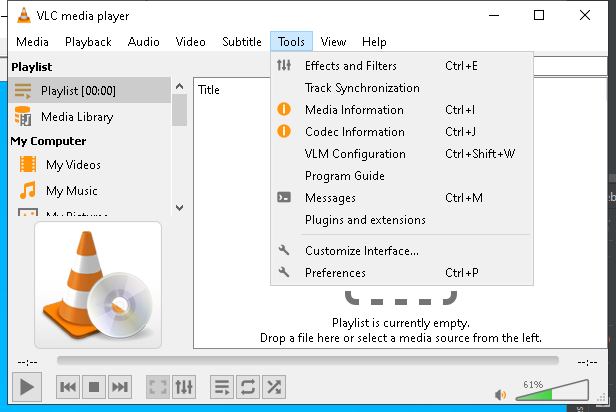 VLC media player
Media Playback Audio Video Subtitle Tools View Help
Playlist
Playlist [00:00]
Media Library
My Computer
My Videos
My Music
My Pictures
Title
Effects and Filters Ctrl+E
Track Synchronization
Media Information Ctrl+I
Codec Information Ctrl+J
VLM Configuration Ctrl+Shift+W
Program Guide
Messages Ctrl+M
Plugins and extensions
Customize Interface...
Preferences Ctrl+P
Playlist is currently empty.
Drop a file here or select a media source from the left.
--:-- --:--
61%